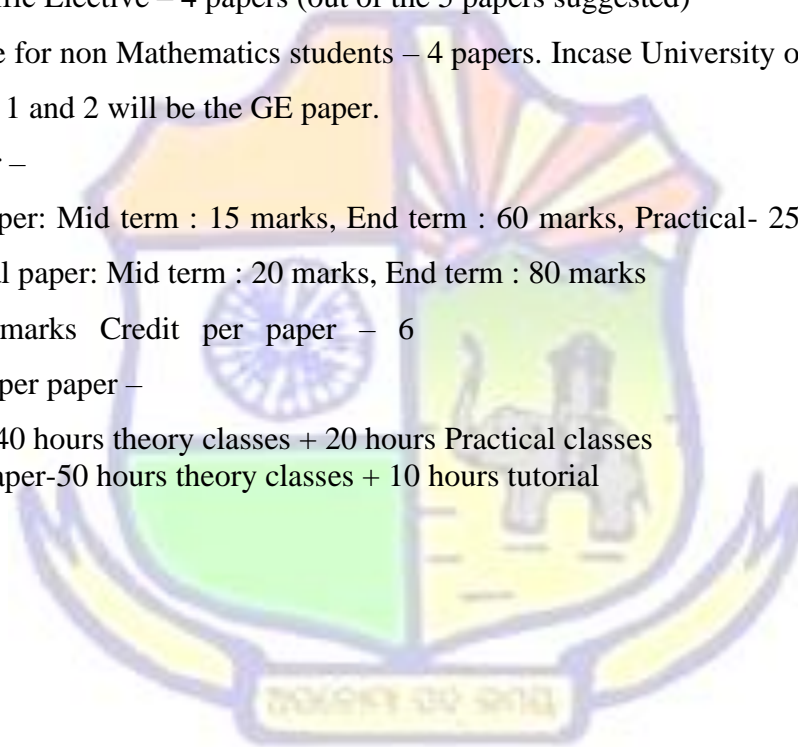 ric Elective – 4 papers (out of the 5 papers suggested)
e for non Mathematics students – 4 papers. Incase University o
1 and 2 will be the GE paper.
–
per: Mid term : 15 marks, End term : 60 marks, Practical- 25
l paper: Mid term : 20 marks, End term : 80 marks
marks Credit per paper – 6
per paper –
40 hours theory classes + 20 hours Practical classes
aper-50 hours theory classes + 10 hours tutorial